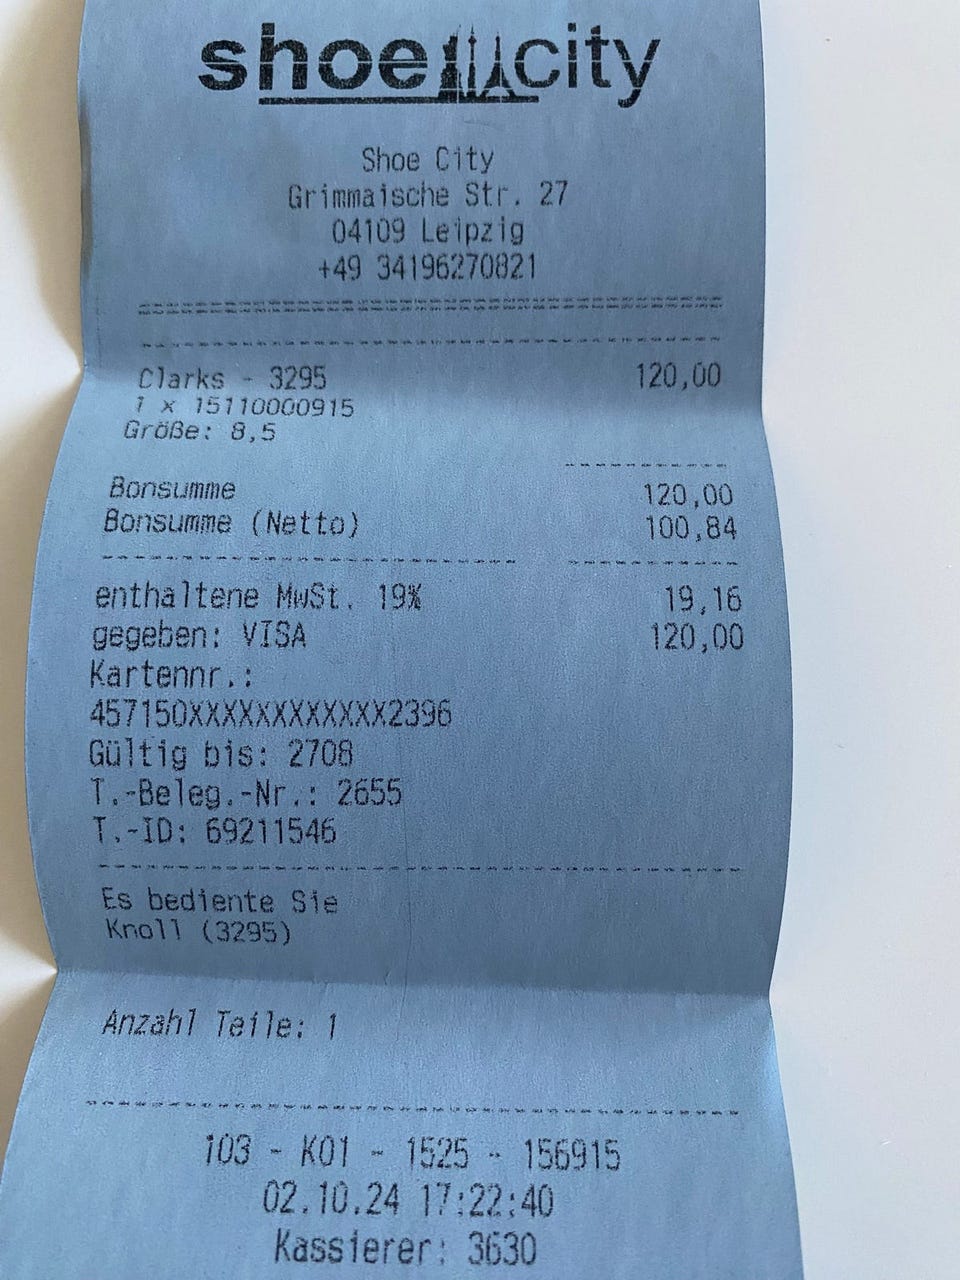 shoe city
Shoe City
Grimmaische Str. 27
04109 Leipzig
+49 34196270821
Clarks - 3295 120,00
1 x 15110000915
Größe: 8,5
Bonsumme 120,00
Bonsumme (Netto) 100,84
enthaltene MwSt. 19% 19,16
gegeben: VISA 120,00
Kartennr.:
457150XXXXXXXXXXXX2396
Gültig bis: 2708
T.-Beleg.-Nr.: 2655
T.-ID: 69211546
Es bediente Sie
Knoll (3295)
Anzahl Teile: 1
103 - K01 - 1525 - 156915
02.10.24 17:22:40
Kassierer: 3630